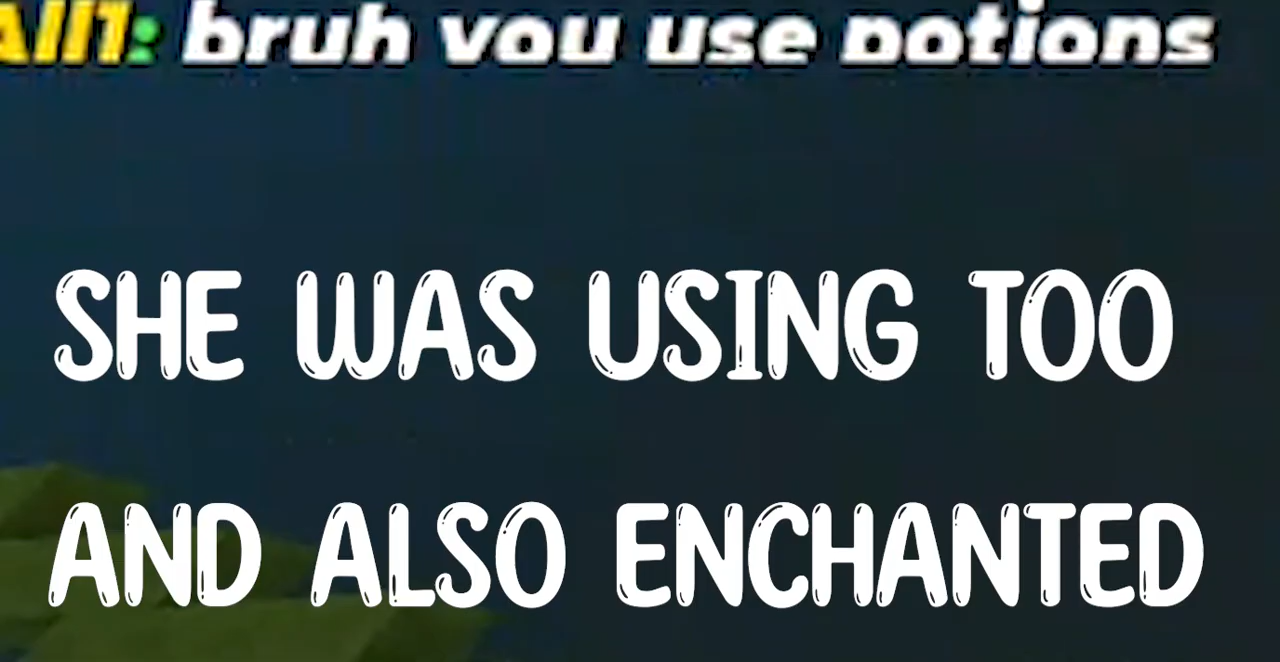 bruh you use potions
SHE WAS USING TOO
AND ALSO ENCHANTED